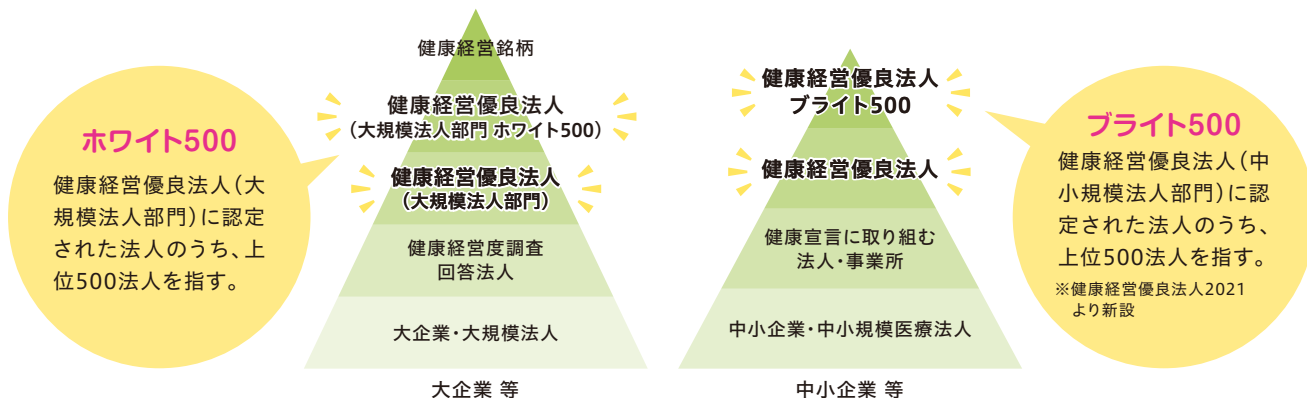 ホワイト500
健康経営優良法人（大
規模法人部門）に認定
された法人のうち、上
位500法人を指す。
健康経営銘柄
健康経営優良法人
（大規模法人部門 ホワイト500）
健康経営優良法人
（大規模法人部門）
健康経営度調査
回答法人
大企業・大規模法人
大企業 等
健康経営優良法人
ブライト500
健康経営優良法人
健康宣言に取り組む
法人・事業所
中小企業・中小規模医療法人
中小企業 等
ブライト500
健康経営優良法人（中
小規模法人部門）に認
定された法人のうち、
上位500法人を指す。
※健康経営優良法人2021
より新設